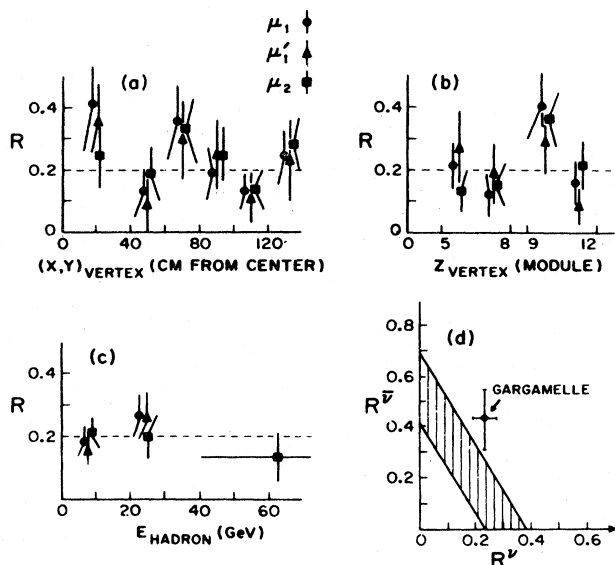 μ₁
μ₁′
μ₂
(a)
R
0.4
0.2
0
0 40 80 120
(X,Y)VERTEX (CM FROM CENTER)
(b)
R
0.4
0.2
0
0 5 8 9 12
ZVERTEX (MODULE)
(c)
R
0.4
0.2
0 20 40 60
EHADRON (GeV)
(d)
Rν̄
0.8
0.6
0.4
0.2
GARGAMELLE
0 0.2 0.4 0.6
Rν